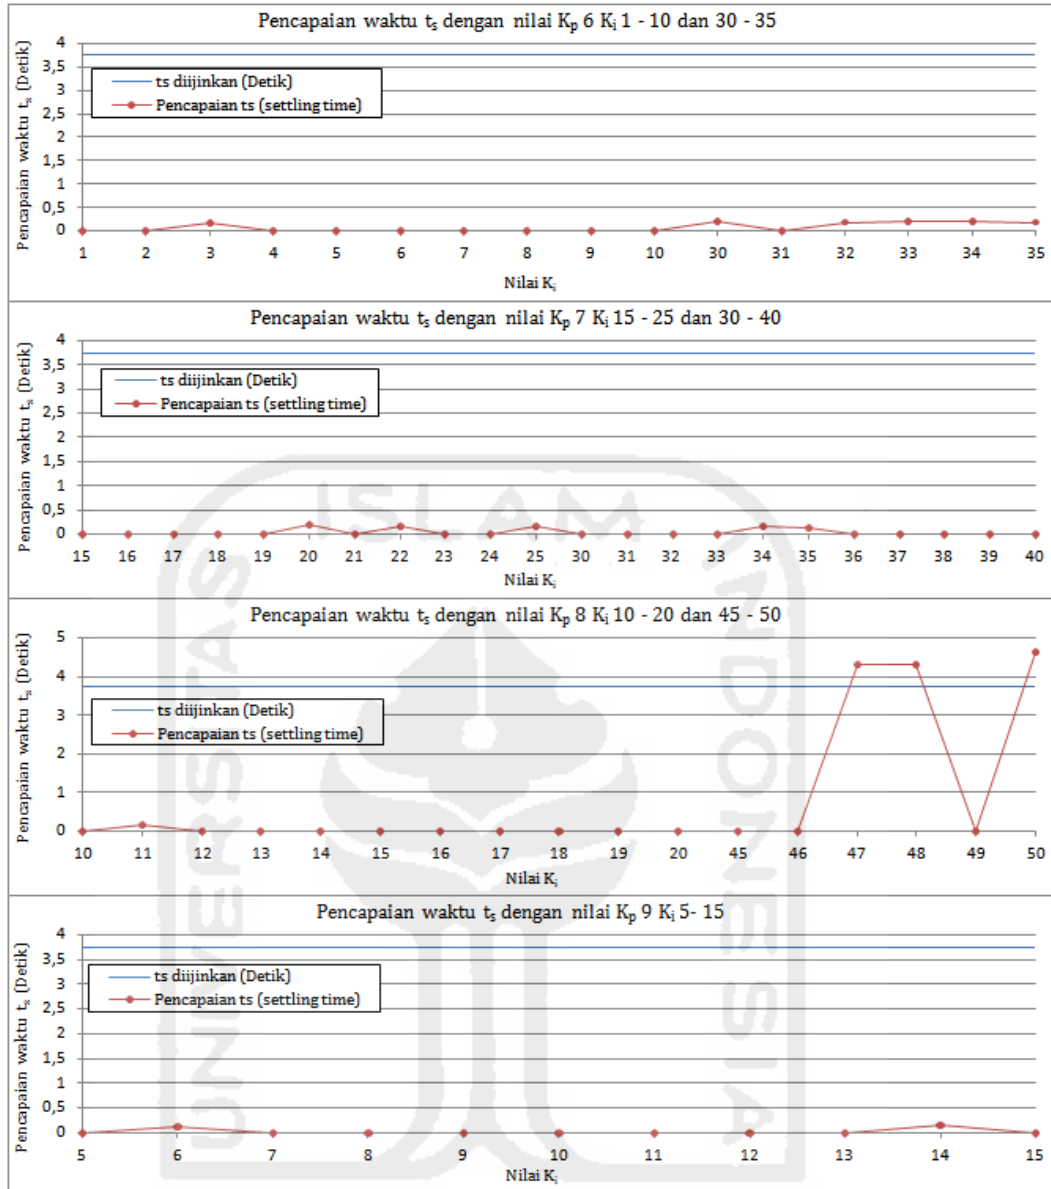 Pencapaian waktu ts dengan nilai Kp 6 Ki 1 - 10 dan 30 - 35
Pencapaian waktu ts (Detik)
4
3,5
3
2,5
2
1,5
1
0,5
0
ts diijinkan (Detik)
Pencapaian ts (settling time)
1 2 3 4 5 6 7 8 9 10 30 31 32 33 34 35
Nilai Ki
Pencapaian waktu ts dengan nilai Kp 7 Ki 15 - 25 dan 30 - 40
Pencapaian waktu ts (Detik)
4
3,5
3
2,5
2
1,5
1
0,5
0
ts diijinkan (Detik)
Pencapaian ts (settling time)
15 16 17 18 19 20 21 22 23 24 25 30 31 32 33 34 35 36 37 38 39 40
Nilai Ki
Pencapaian waktu ts dengan nilai Kp 8 Ki 10 - 20 dan 45 - 50
Pencapaian waktu ts (Detik)
5
4
3
2
1
0
ts diijinkan (Detik)
Pencapaian ts (settling time)
10 11 12 13 14 15 16 17 18 19 20 45 46 47 48 49 50
Nilai Ki
Pencapaian waktu ts dengan nilai Kp 9 Ki 5- 15
Pencapaian waktu ts (Detik)
4
3,5
3
2,5
2
1,5
1
0,5
0
ts diijinkan (Detik)
Pencapaian ts (settling time)
5 6 7 8 9 10 11 12 13 14 15
Nilai Ki
UNIVERSITAS
ISLAM
INDONESIA